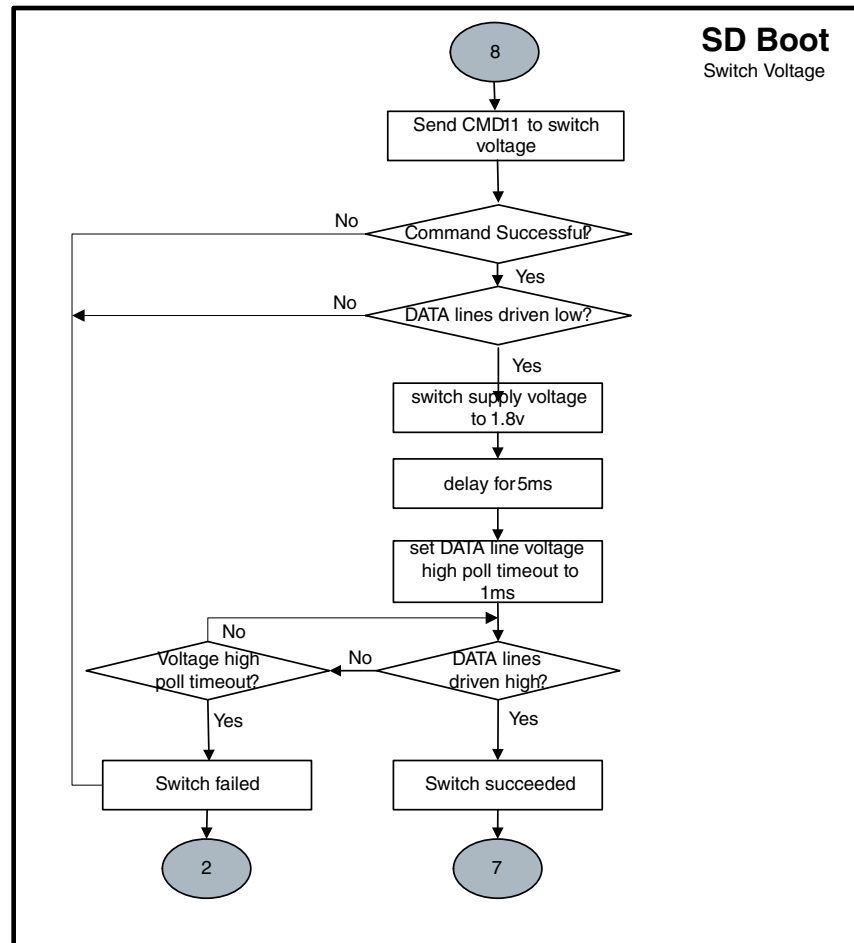 SD Boot
Switch Voltage
8
Send CMD11 to switch
voltage
Command Successful?
No
Yes
DATA lines driven low?
No
Yes
switch supply voltage
to 1.8v
delay for 5ms
set DATA line voltage
high poll timeout to
1ms
No
Voltage high
poll timeout?
No
DATA lines
driven high?
Yes
Yes
Switch failed
Switch succeeded
2
7